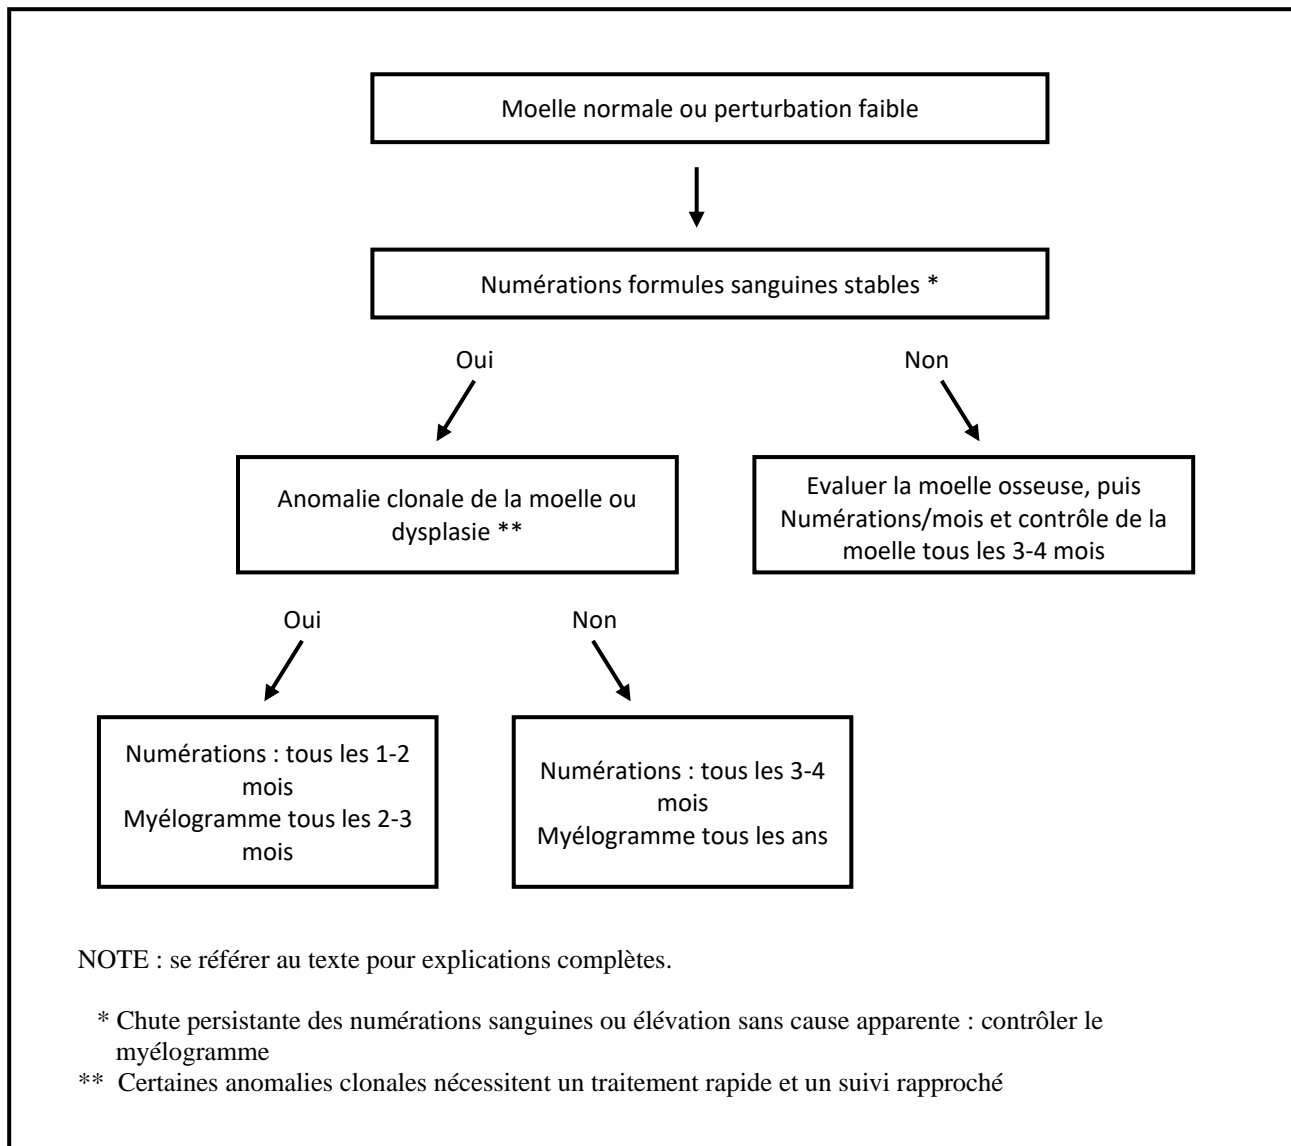 Moelle normale ou perturbation faible
Numérations formules sanguines stables *
Oui
Non
Anomalie clonale de la moelle ou
dysplasie **
Evaluer la moelle osseuse, puis
Numérations/mois et contrôle de la
moelle tous les 3-4 mois
Oui
Non
Numérations : tous les 1-2
mois
Myélogramme tous les 2-3
mois
Numérations : tous les 3-4
mois
Myélogramme tous les ans
NOTE : se référer au texte pour explications complètes.
* Chute persistante des numérations sanguines ou élévation sans cause apparente : contrôler le
myélogramme
** Certaines anomalies clonales nécessitent un traitement rapide et un suivi rapproché